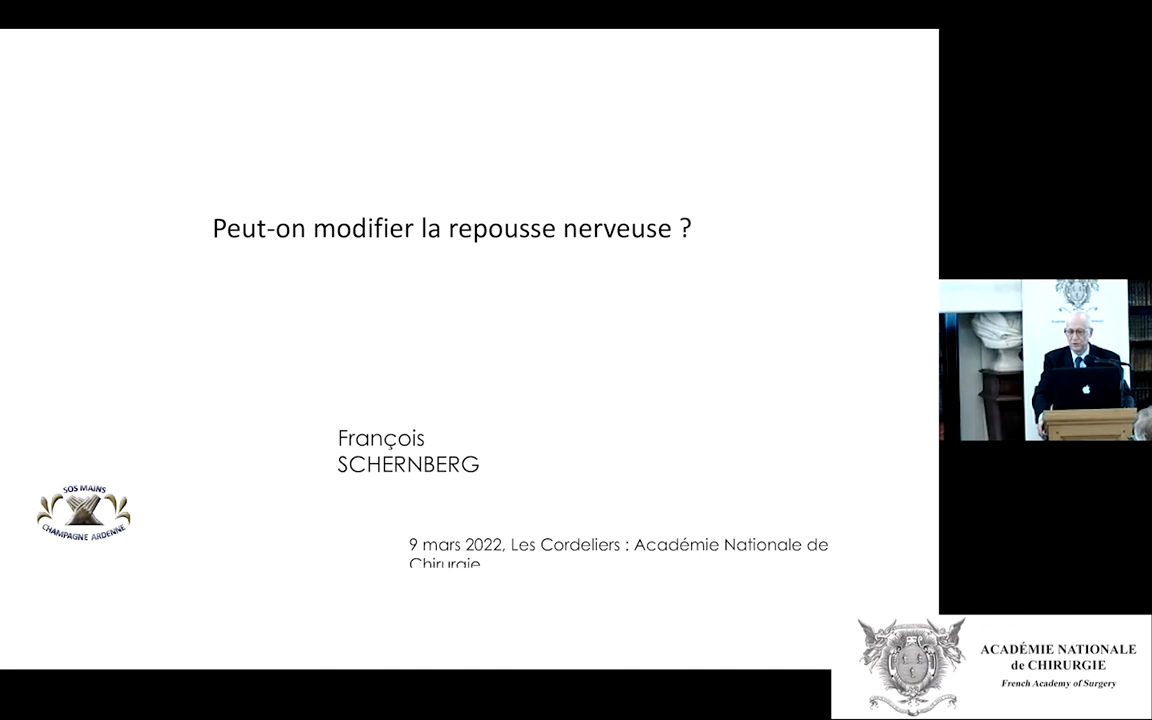 Peut-on modifier la repousse nerveuse ?
François
SCHERNBERG
SOS MAINS
CHAMPAGNE ARDENNE
9 mars 2022, Les Cordeliers : Académie Nationale de
Chirurgie
ACADÉMIE NATIONALE
de CHIRURGIE
French Academy of Surgery